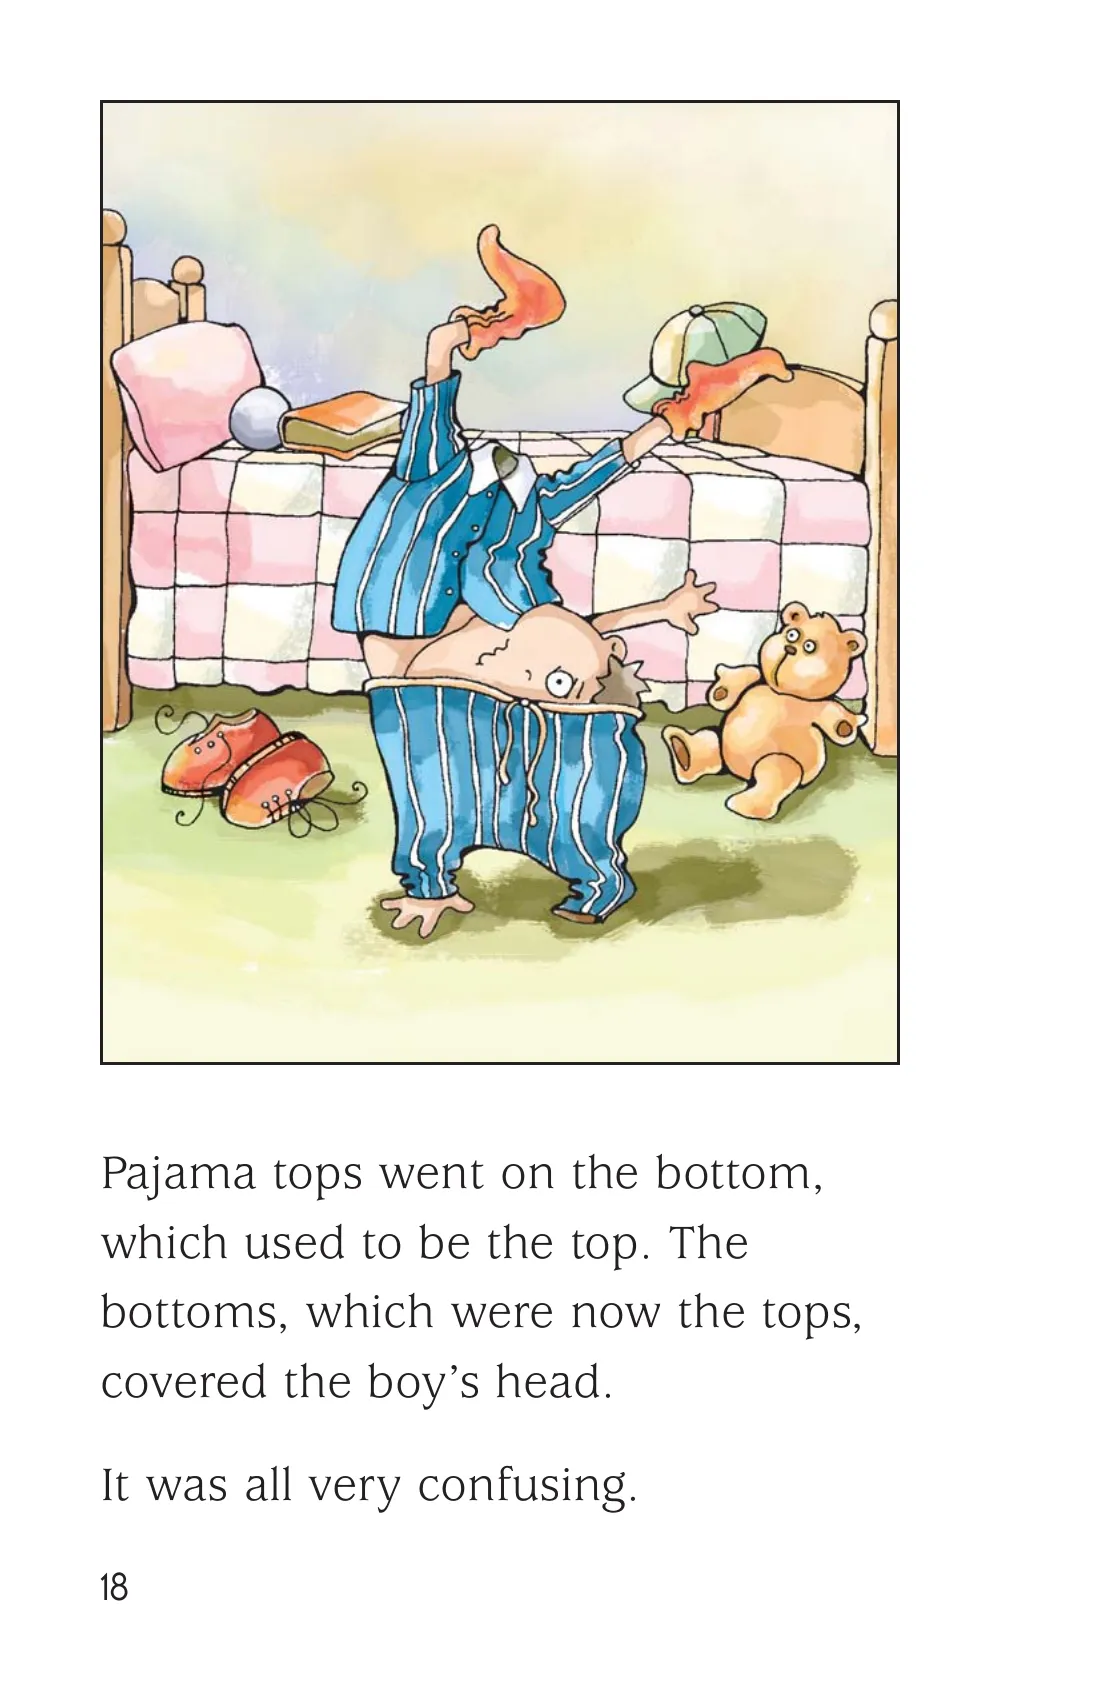 Pajama tops went on the bottom,
which used to be the top. The
bottoms, which were now the tops,
covered the boy’s head.
It was all very confusing.
18